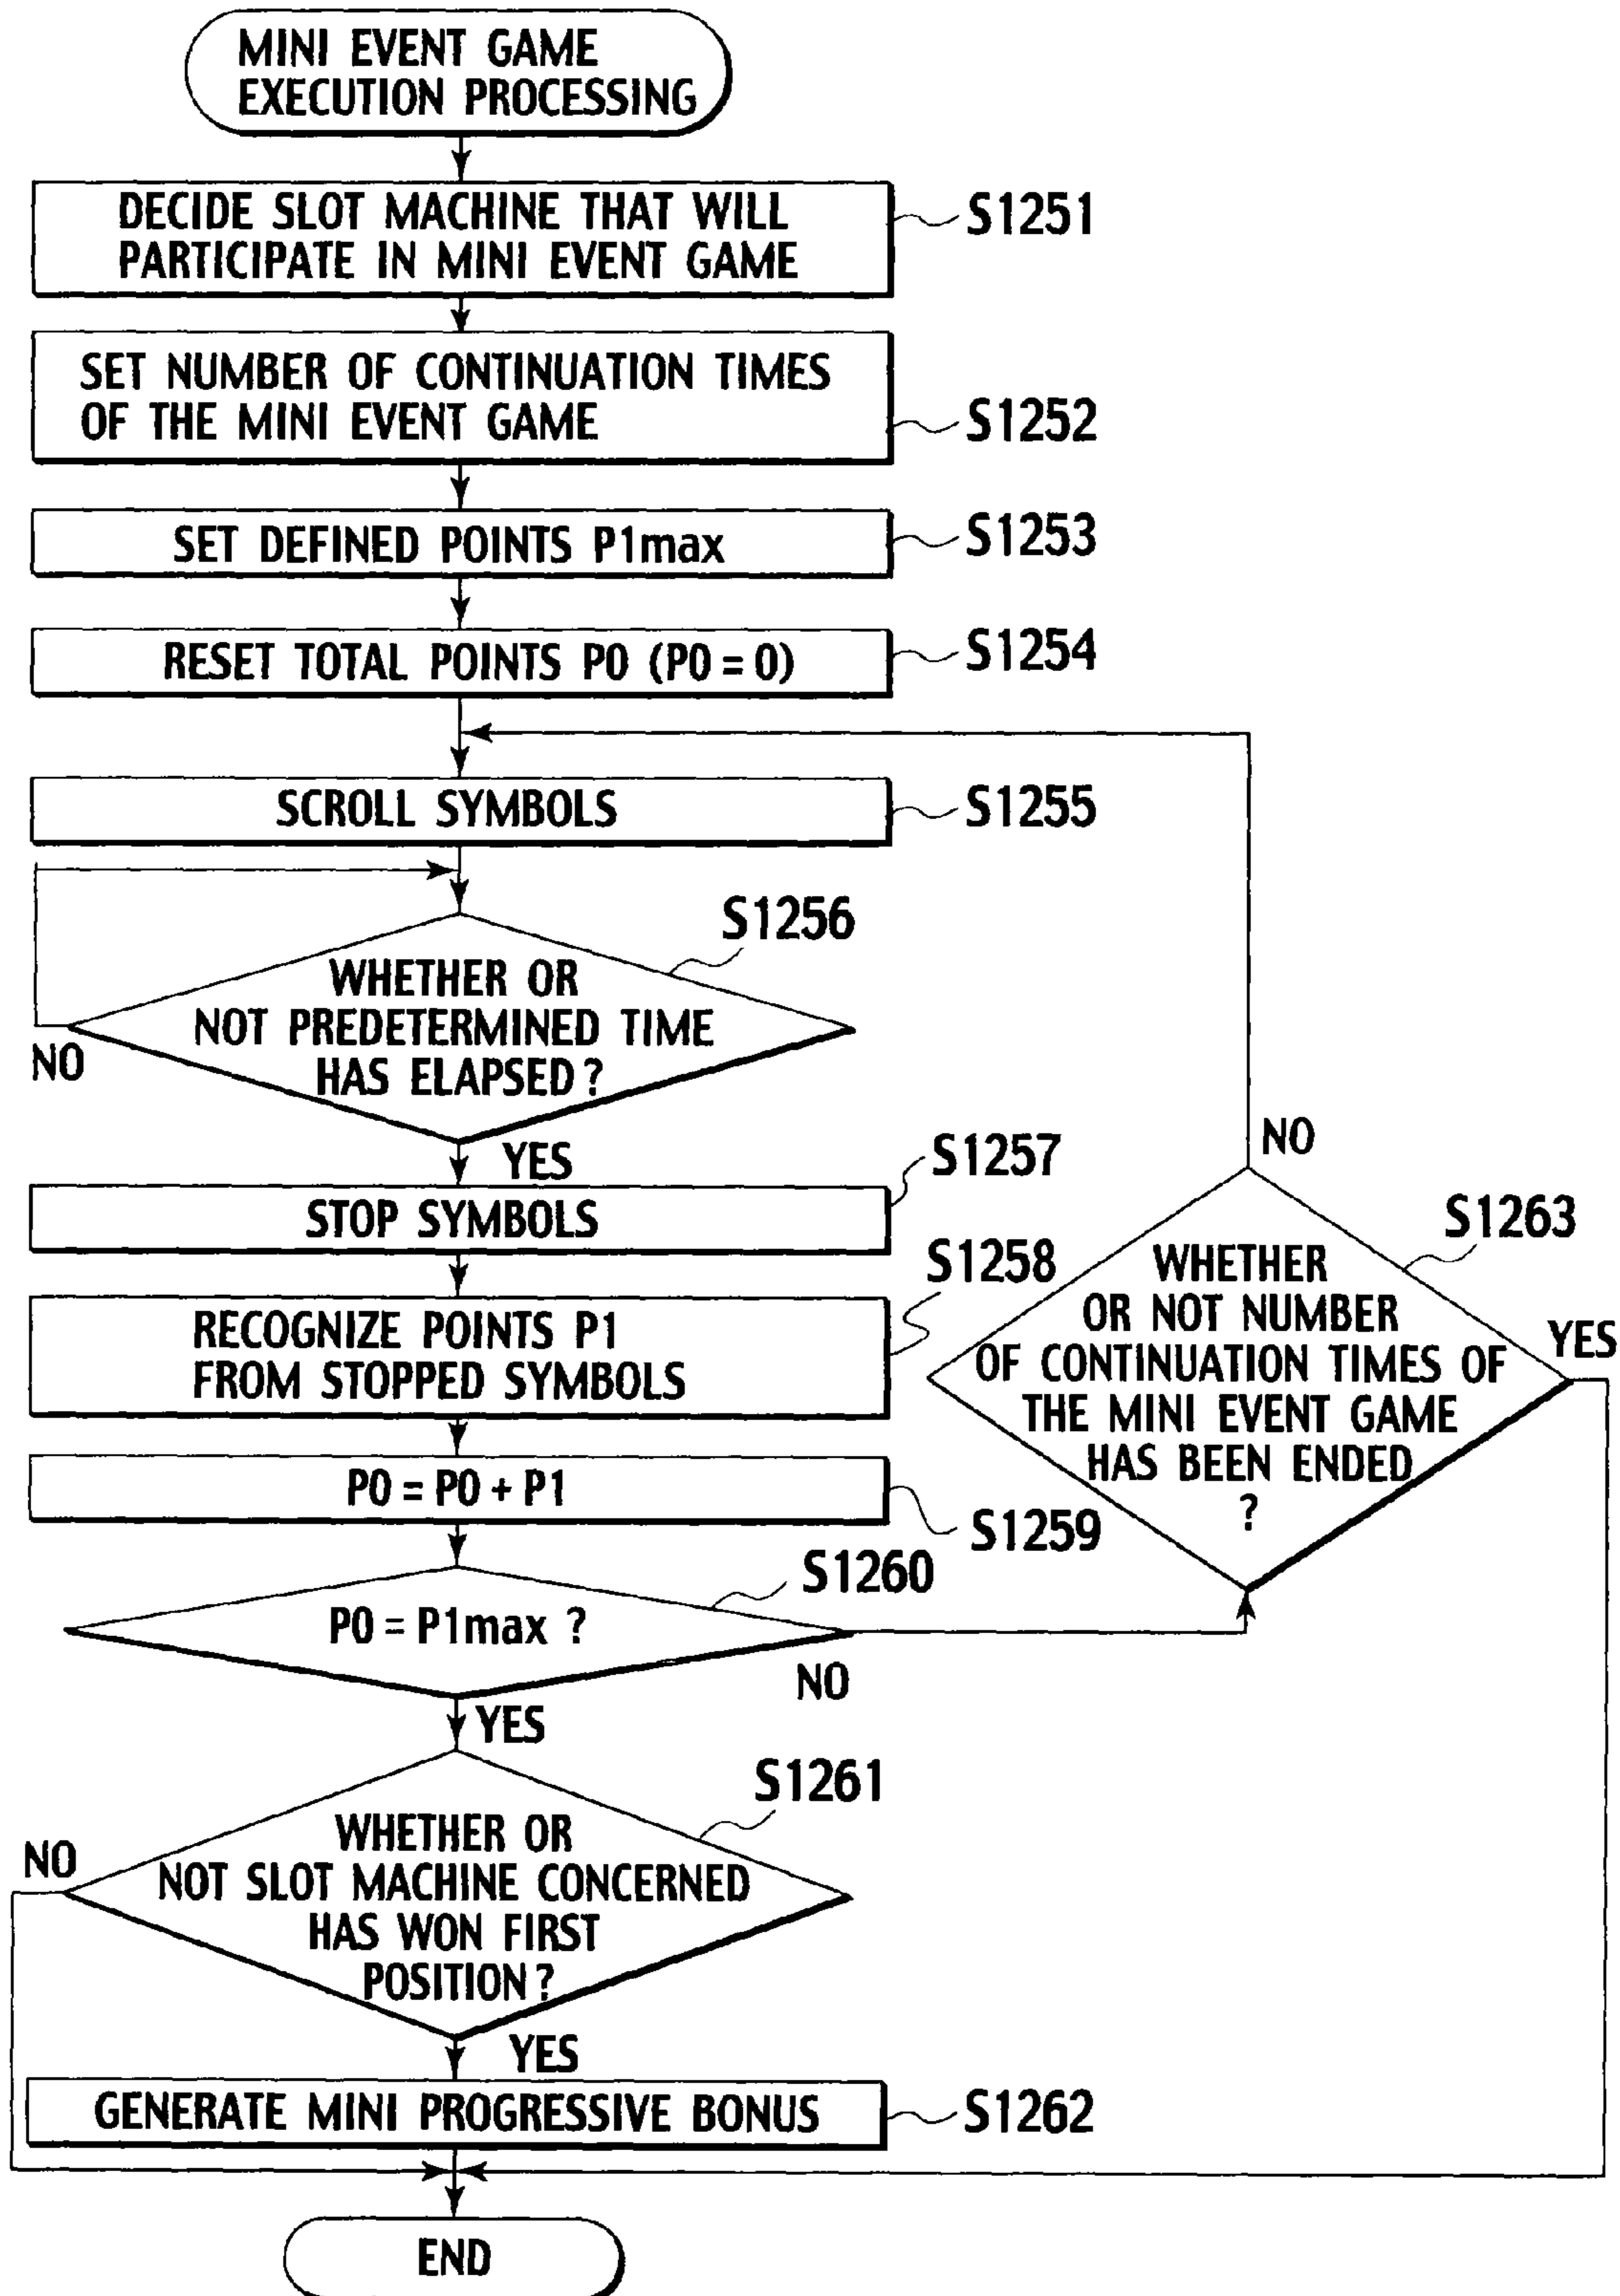 MINI EVENT GAME
EXECUTION PROCESSING
DECIDE SLOT MACHINE THAT WILL
PARTICIPATE IN MINI EVENT GAME
S1251
SET NUMBER OF CONTINUATION TIMES
OF THE MINI EVENT GAME
S1252
SET DEFINED POINTS P1max
S1253
RESET TOTAL POINTS P0 (P0 = 0)
S1254
SCROLL SYMBOLS
S1255
S1256
WHETHER OR
NOT PREDETERMINED TIME
HAS ELAPSED ?
NO
YES
S1257
STOP SYMBOLS
S1258
RECOGNIZE POINTS P1
FROM STOPPED SYMBOLS
P0 = P0 + P1
S1259
S1260
P0 = P1max ?
NO
YES
NO
S1263
WHETHER
OR NOT NUMBER
OF CONTINUATION TIMES OF
THE MINI EVENT GAME
HAS BEEN ENDED
?
YES
S1261
WHETHER OR
NOT SLOT MACHINE CONCERNED
HAS WON FIRST
POSITION ?
NO
YES
GENERATE MINI PROGRESSIVE BONUS
S1262
END